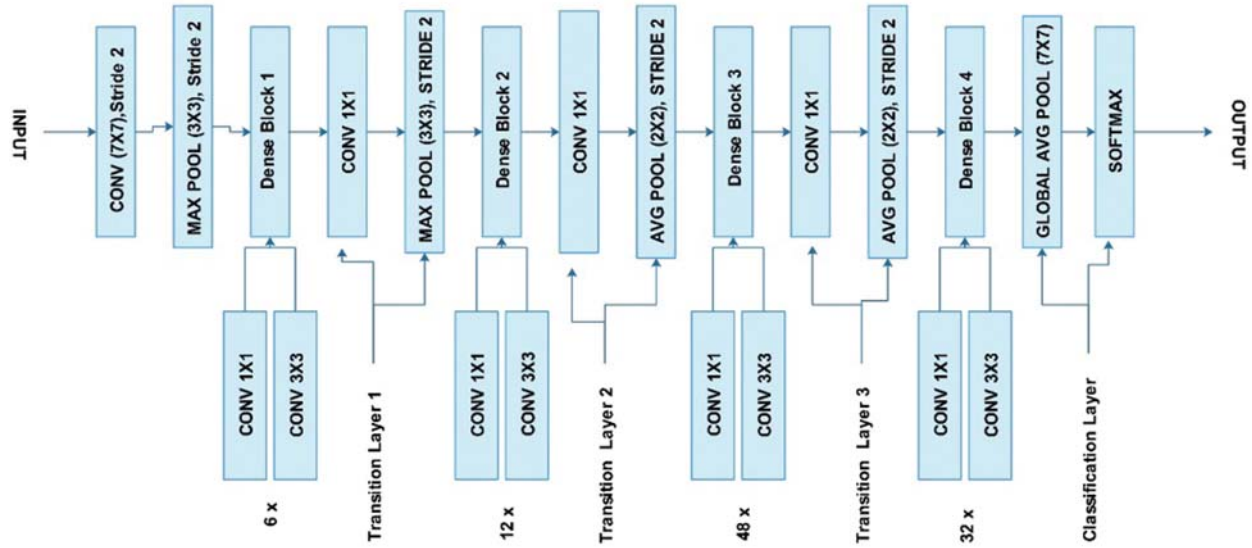 INPUT
CONV (7X7),Stride 2
MAX POOL (3X3), Stride 2
Dense Block 1
CONV 1X1
MAX POOL (3X3), STRIDE 2
Dense Block 2
CONV 1X1
AVG POOL (2X2), STRIDE 2
Dense Block 3
CONV 1X1
AVG POOL (2X2), STRIDE 2
Dense Block 4
GLOBAL AVG POOL (7X7)
SOFTMAX
OUTPUT
CONV 1X1
CONV 3X3
CONV 1X1
CONV 3X3
CONV 1X1
CONV 3X3
CONV 1X1
CONV 3X3
6 x
Transition Layer 1
12 x
Transition Layer 2
48 x
Transition Layer 3
32 x
Classification Layer